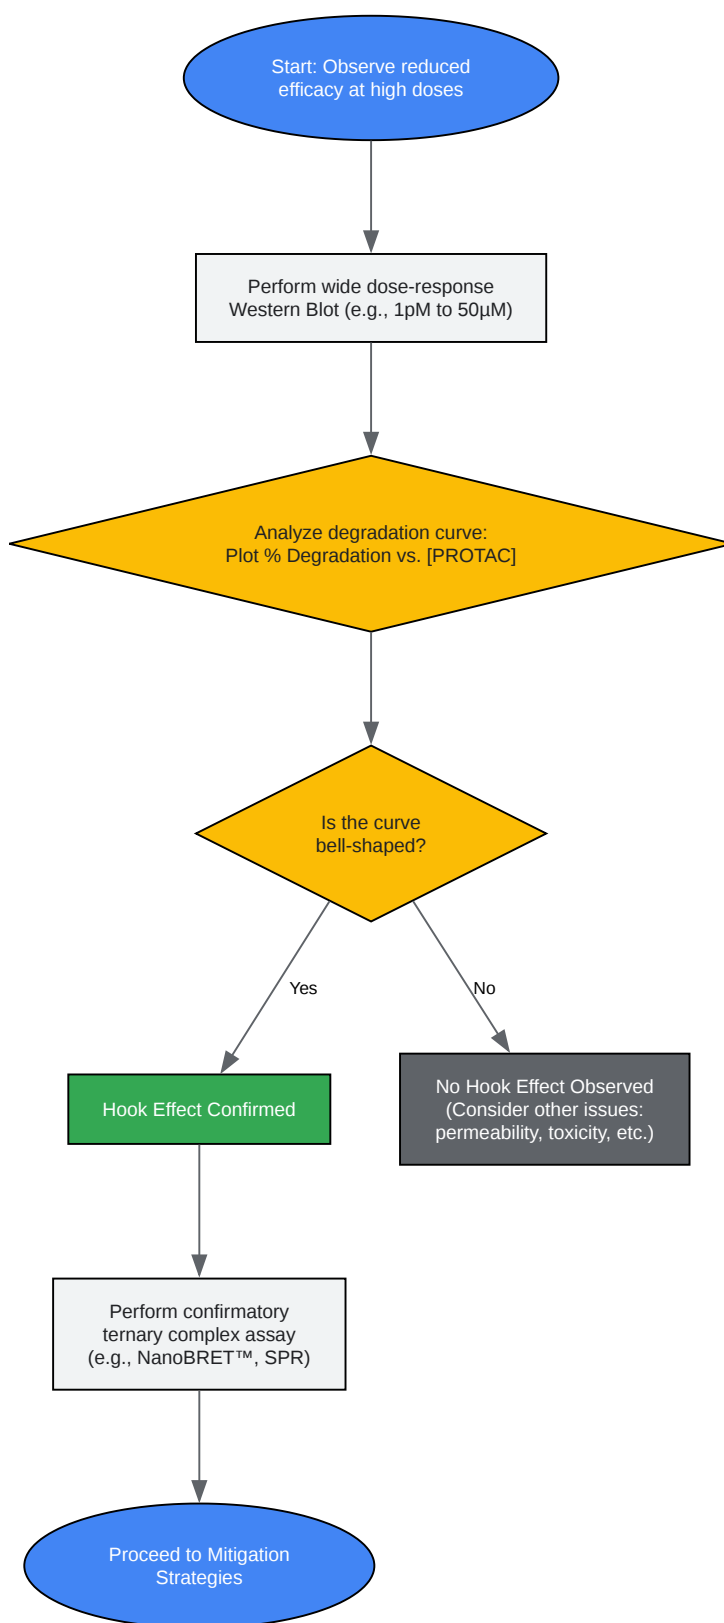 Start: Observe reduced
efficacy at high doses
Perform wide dose-response
Western Blot (e.g., 1pM to 50µM)
Analyze degradation curve:
Plot % Degradation vs. [PROTAC]
Is the curve
bell-shaped?
Yes
No
Hook Effect Confirmed
No Hook Effect Observed
(Consider other issues:
permeability, toxicity, etc.)
Perform confirmatory
ternary complex assay
(e.g., NanoBRET™, SPR)
Proceed to Mitigation
Strategies